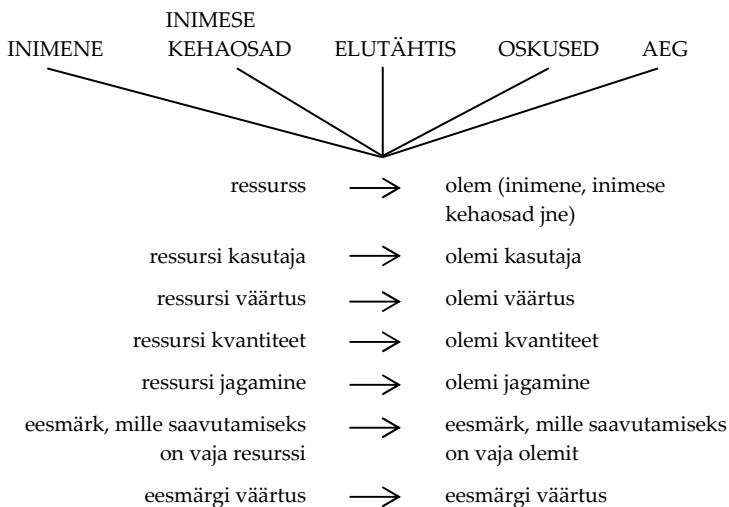 INIMENE
INIMESE
KEHAOSAD
ELUTÄHTIS
OSKUSED
AEG
ressurss → olem (inimene, inimese
kehaosad jne)
ressursi kasutaja → olemi kasutaja
ressursi väärtus → olemi väärtus
ressursi kvantiteet → olemi kvantiteet
ressursi jagamine → olemi jagamine
eesmärk, mille saavutamiseks → eesmärk, mille saavutamiseks
on vaja resurssi on vaja olemit
eesmärgi väärtus → eesmärgi väärtus